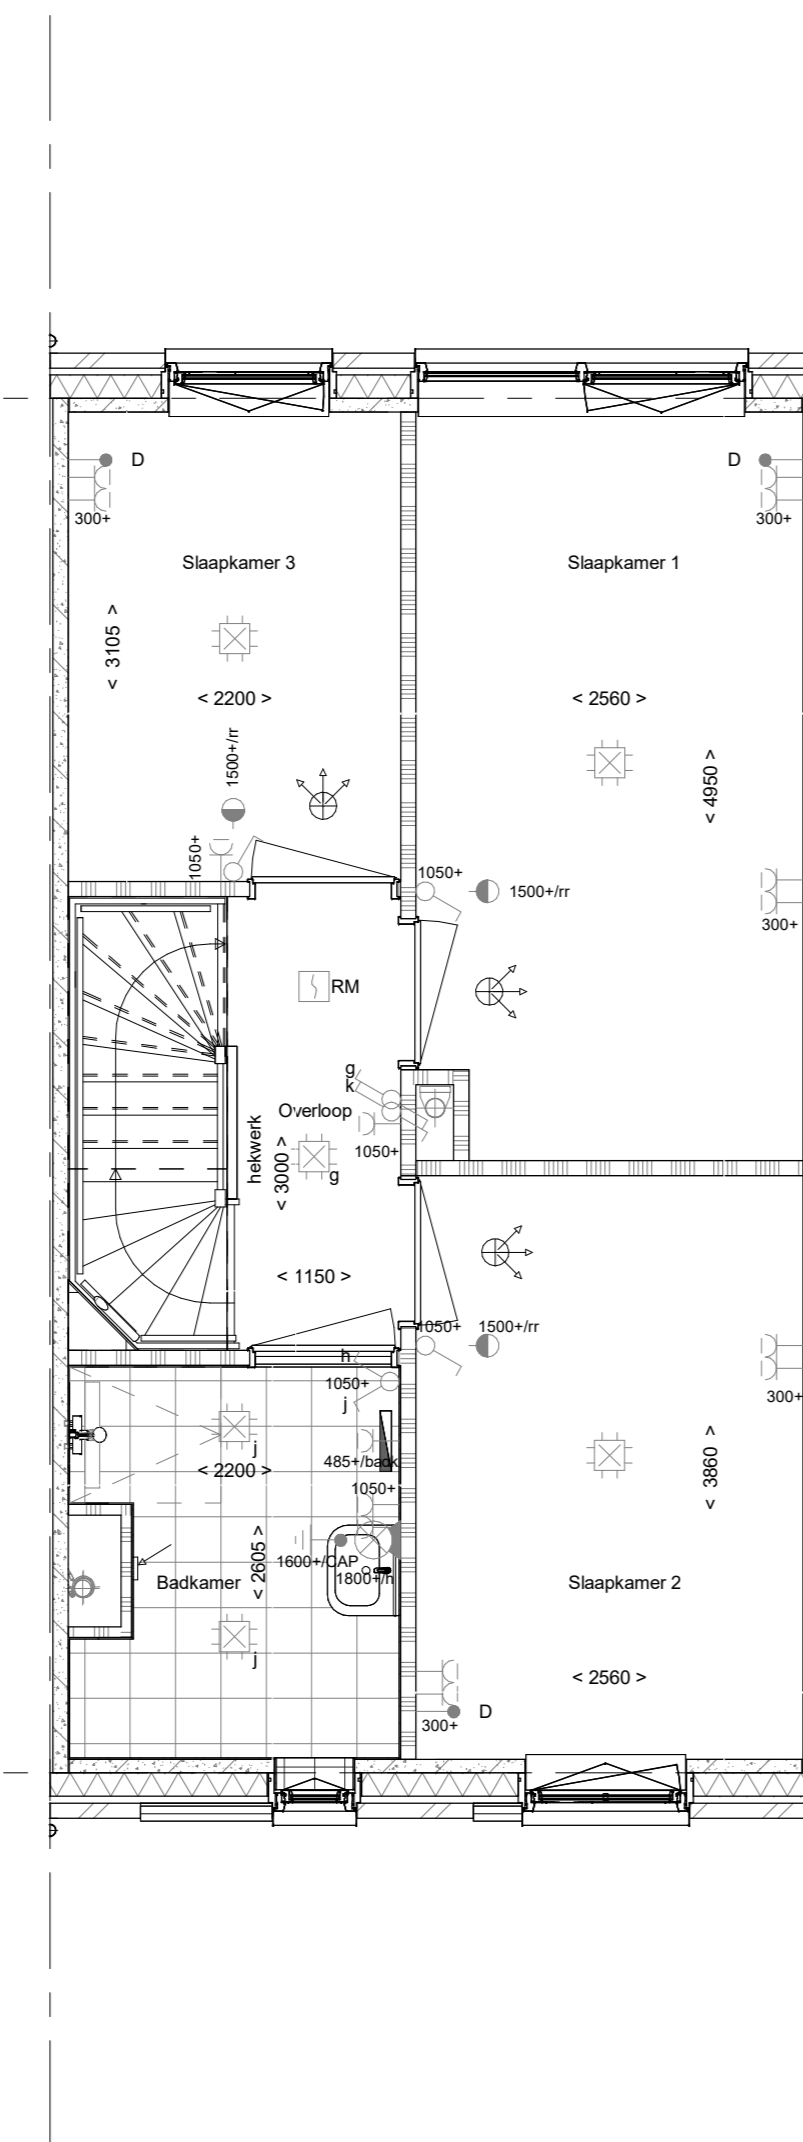 D
300+
D
300+
Slaapkamer 3
Slaapkamer 1
< 3105 >
< 2200 >
< 2560 >
1500+/rr
< 4950 >
1050+
1050+
1500+/rr
300+
RM
g
k
Overloop
1050+
hekwerk
< 3000 >
g
< 1150 >
1050+
1500+/rr
h
1050+
j
300+
j
< 2200 >
485+/badk
1050+
< 3860 >
< 2605 >
1600+/CAP
1800+/h
Badkamer
Slaapkamer 2
j
< 2560 >
300+
D